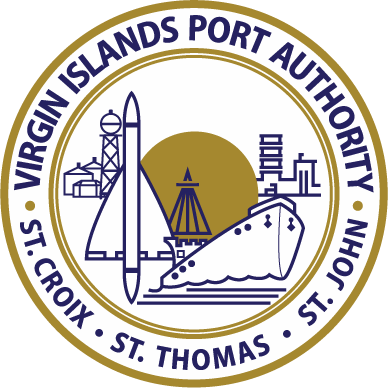 VIRGIN ISLANDS PORT AUTHORITY
ST. CROIX • ST. THOMAS • ST. JOHN